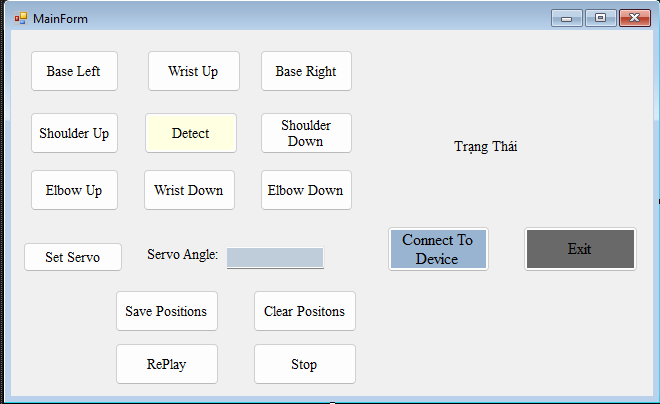 MainForm
Base Left
Wrist Up
Base Right
Shoulder Up
Detect
Shoulder
Down
Trạng Thái
Elbow Up
Wrist Down
Elbow Down
Set Servo
Servo Angle:
Connect To
Device
Exit
Save Positions
Clear Positons
RePlay
Stop